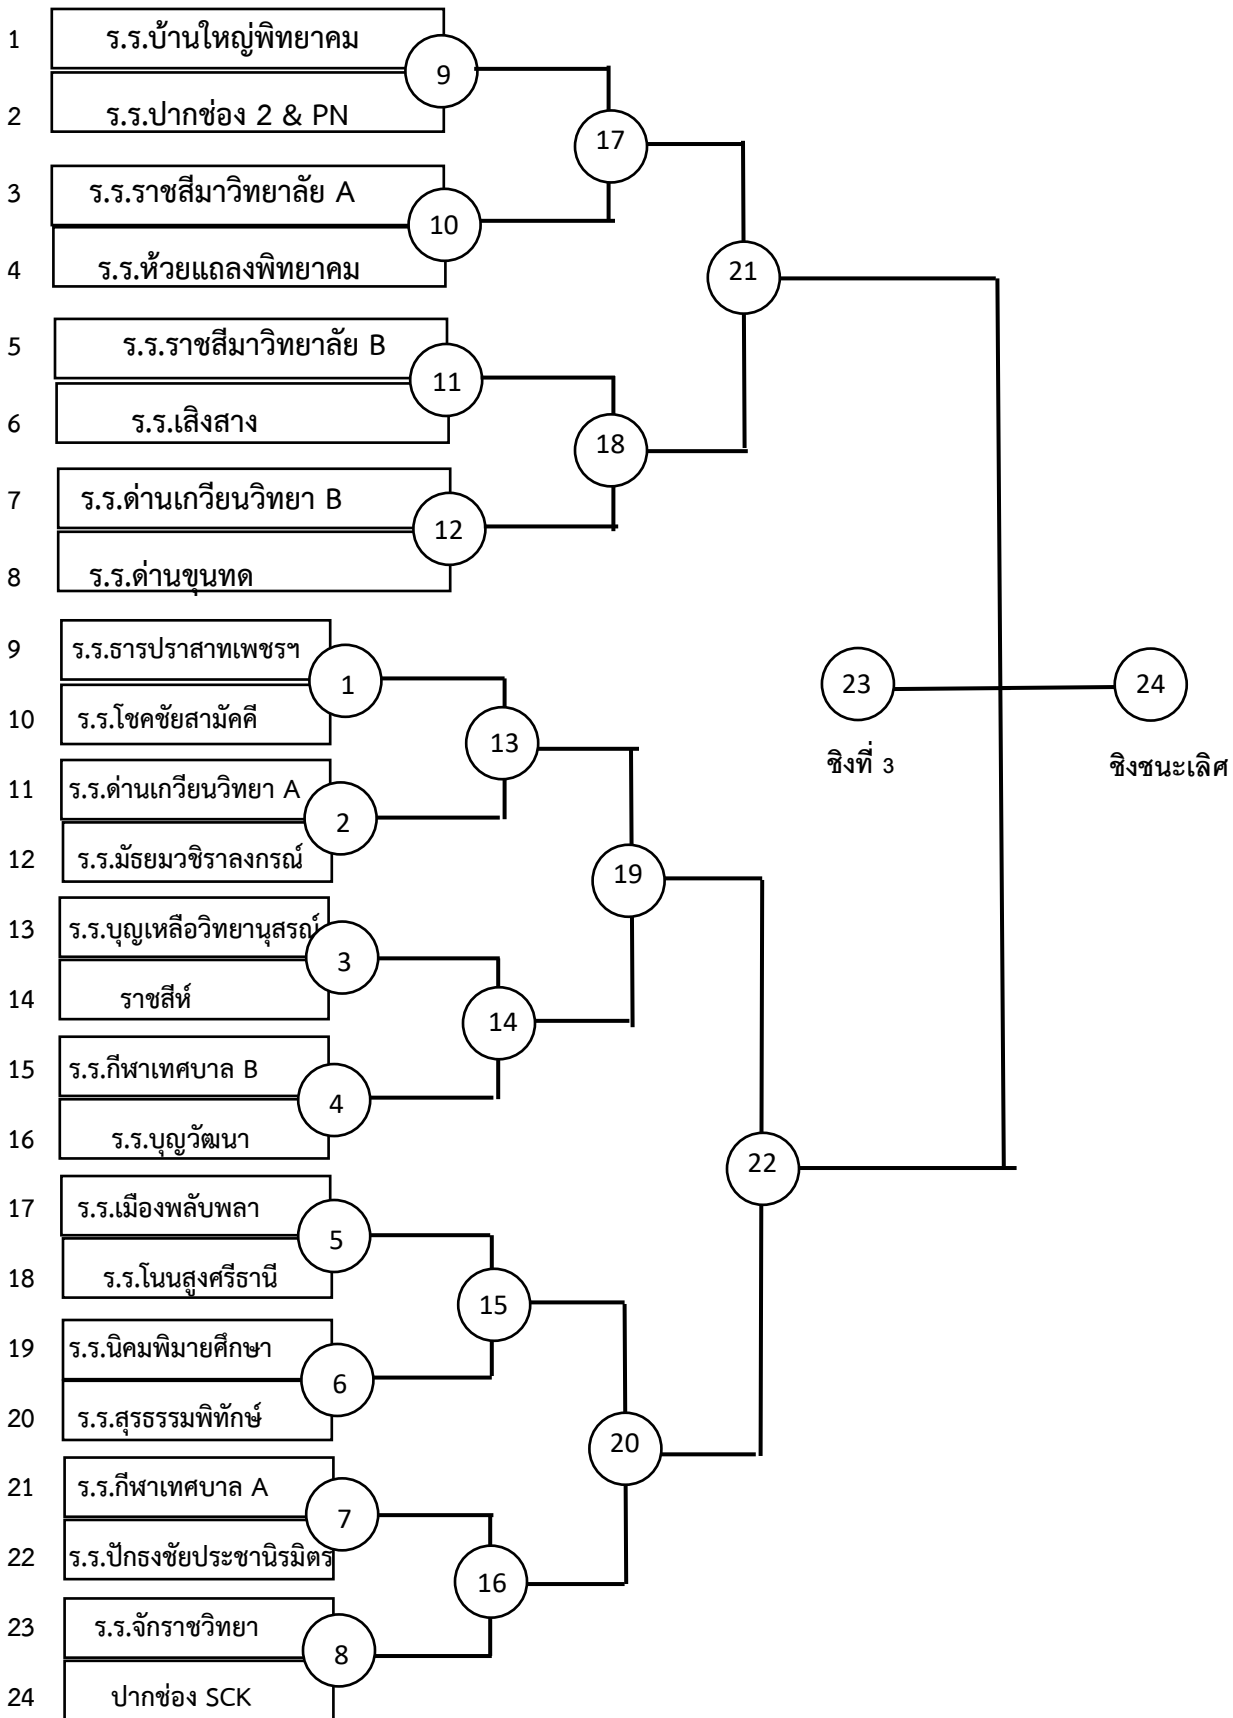 1 ร.ร.บ้านใหญ่พิทยาคม
9
2 ร.ร.ปากช่อง 2 & PN
17
3 ร.ร.ราชสีมาวิทยาลัย A
10
4 ร.ร.ห้วยแถลงพิทยาคม
21
5 ร.ร.ราชสีมาวิทยาลัย B
11
6 ร.ร.เสิงสาง
18
7 ร.ร.ด่านเกวียนวิทยา B
12
8 ร.ร.ด่านขุนทด
9 ร.ร.ธารปราสาทเพชรฯ
1
23
24
10 ร.ร.โชคชัยสามัคคี
13
ชิงที่ 3
ชิงชนะเลิศ
11 ร.ร.ด่านเกวียนวิทยา A
2
12 ร.ร.มัธยมวชิราลงกรณ์
19
13 ร.ร.บุญเหลือวิทยานุสรณ์
3
14 ราชสีห์
14
15 ร.ร.กีฬาเทศบาล B
4
16 ร.ร.บุญวัฒนา
22
17 ร.ร.เมืองพลับพลา
5
18 ร.ร.โนนสูงศรีธานี
15
19 ร.ร.นิคมพิมายศึกษา
6
20 ร.ร.สุรธรรมพิทักษ์
20
21 ร.ร.กีฬาเทศบาล A
7
22 ร.ร.ปักธงชัยประชานิรมิตร
16
23 ร.ร.จักราชวิทยา
8
24 ปากช่อง SCK